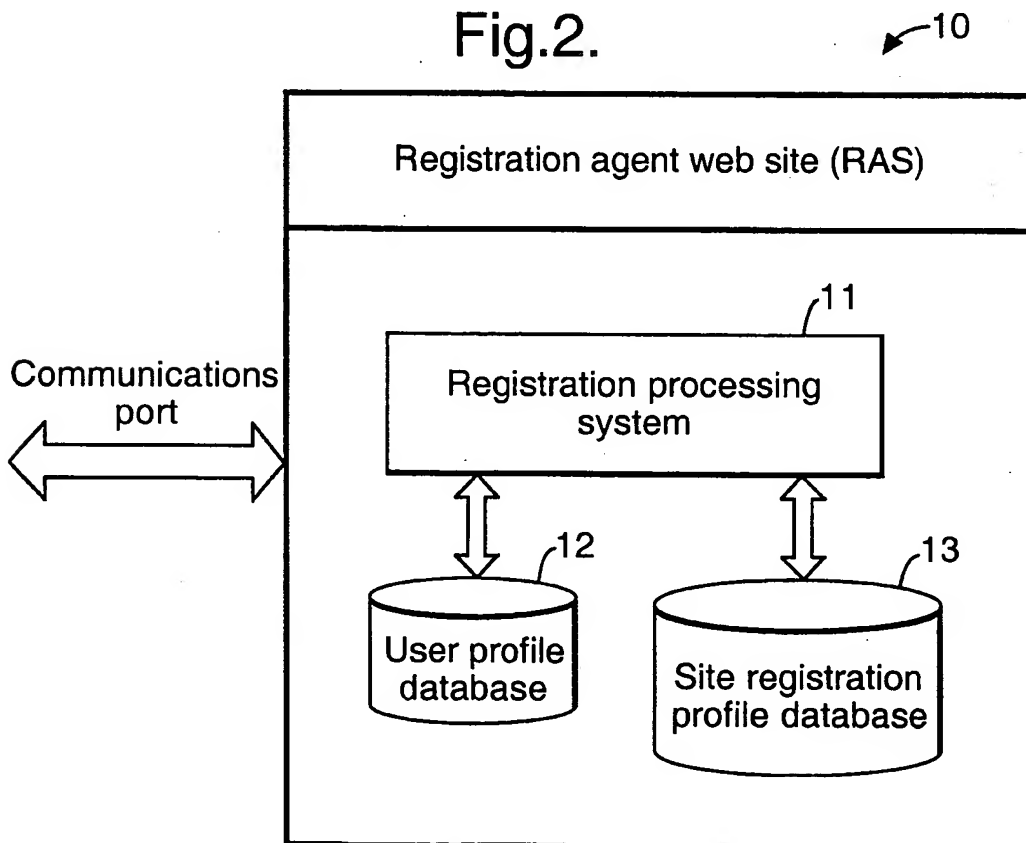 Fig.2.
10
Registration agent web site (RAS)
11
Registration processing
system
Communications
port
12
User profile
database
13
Site registration
profile database